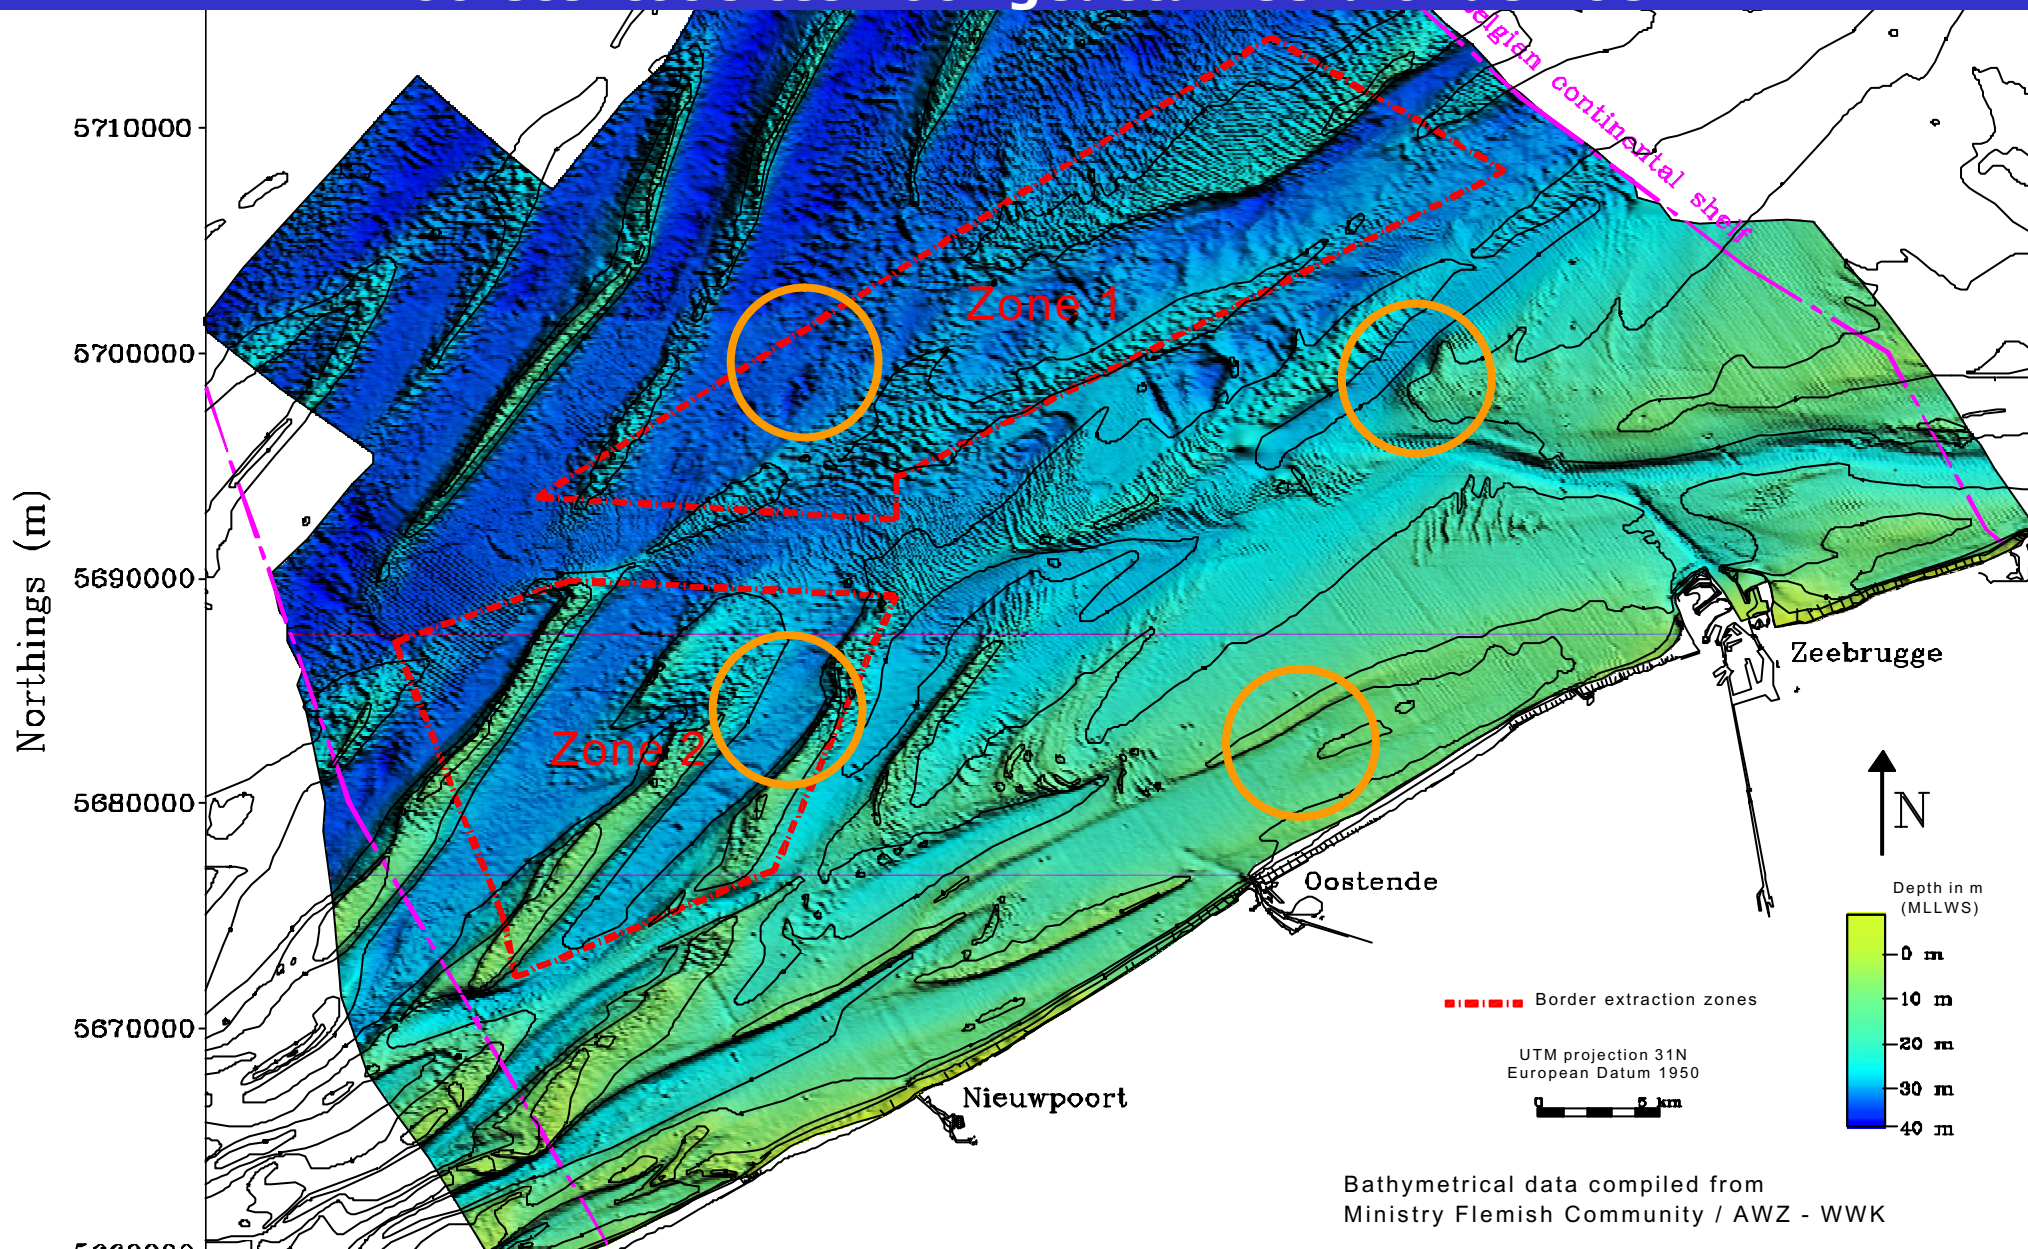 Belgian continental shelf
5710000
5700000
5690000
5680000
5670000
Northings (m)
Zone 1
Zone 2
Zeebrugge
Oostende
Nieuwpoort
N
Depth in m
(MLLWS)
0 m
10 m
20 m
30 m
40 m
Border extraction zones
UTM projection 31N
European Datum 1950
0 5 km
Bathymetrical data compiled from
Ministry Flemish Community / AWZ - WWK